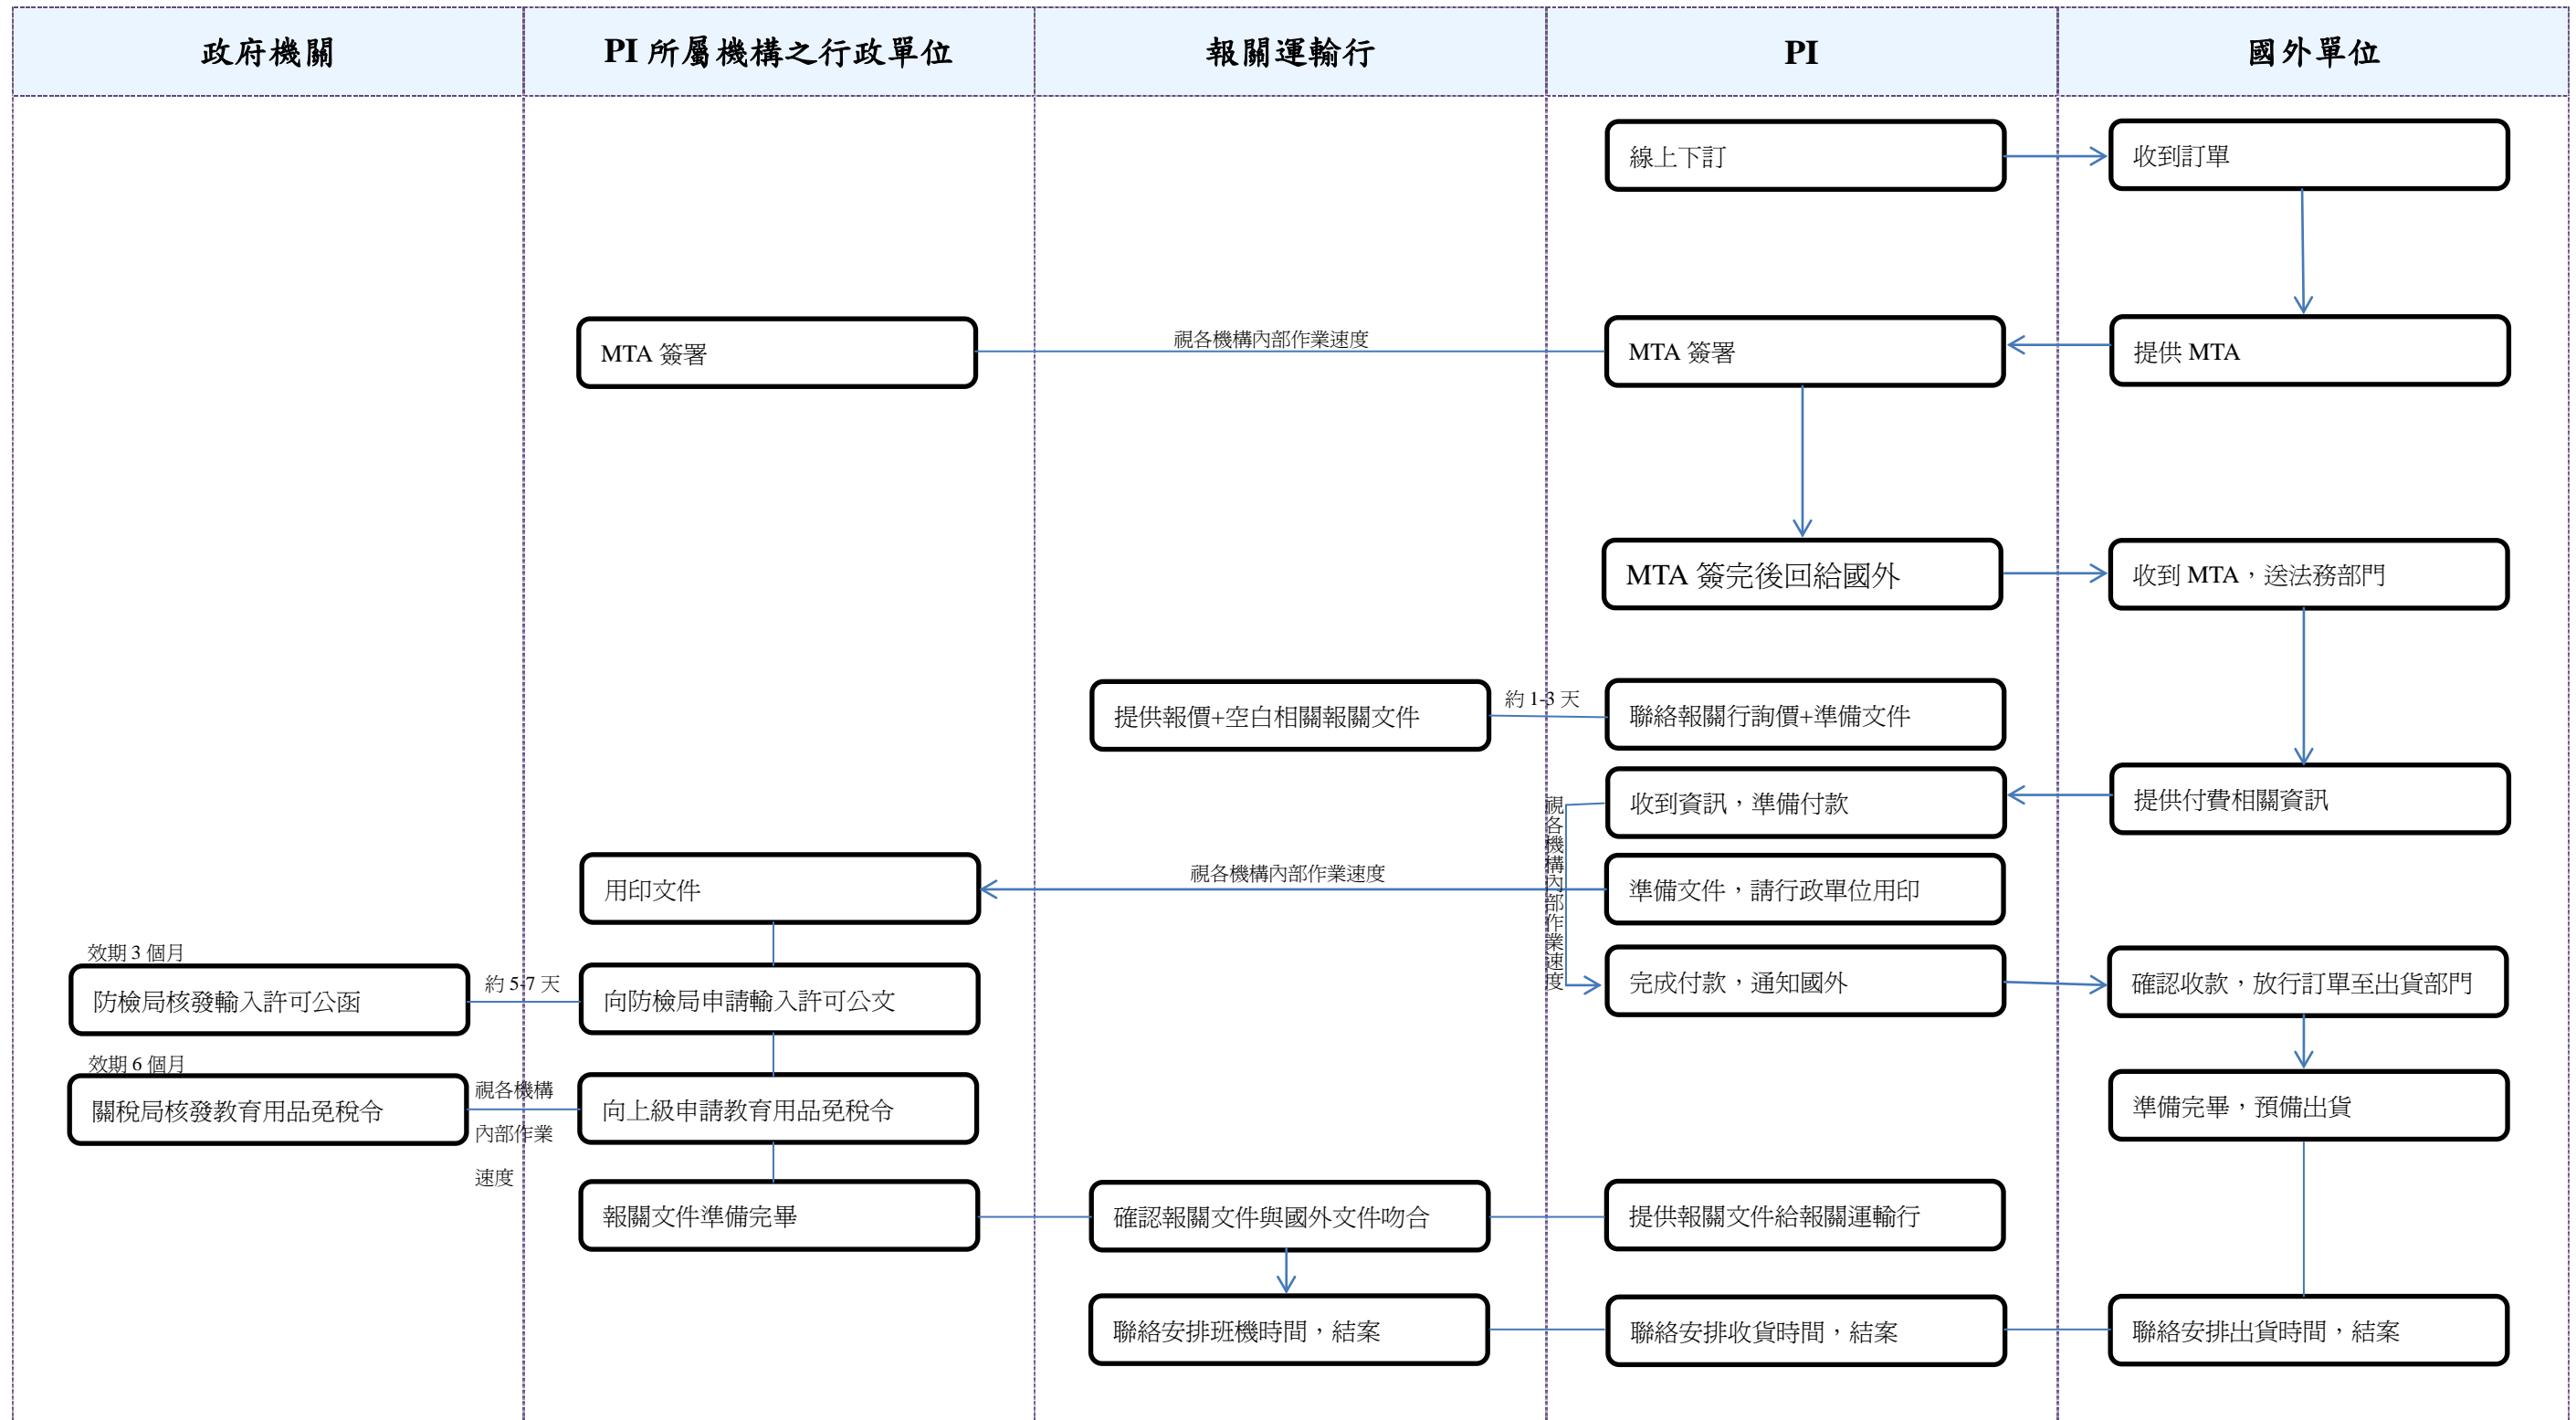 政府機關
PI 所屬機構之行政單位
報關運輸行
PI
國外單位
線上下訂
收到訂單
MTA 簽署
視各機構內部作業速度
MTA 簽署
提供 MTA
MTA 簽完後回給國外
收到 MTA，送法務部門
提供報價+空白相關報關文件
約 1-3 天
聯絡報關行詢價+準備文件
收到資訊，準備付款
提供付費相關資訊
視各機構內部作業速度
用印文件
視各機構內部作業速度
準備文件，請行政單位用印
效期 3 個月
防檢局核發輸入許可公函
約 5-7 天
向防檢局申請輸入許可公文
完成付款，通知國外
確認收款，放行訂單至出貨部門
效期 6 個月
關稅局核發教育用品免稅令
視各機構
內部作業
速度
向上級申請教育用品免稅令
準備完畢，預備出貨
報關文件準備完畢
確認報關文件與國外文件吻合
提供報關文件給報關運輸行
聯絡安排班機時間，結案
聯絡安排收貨時間，結案
聯絡安排出貨時間，結案